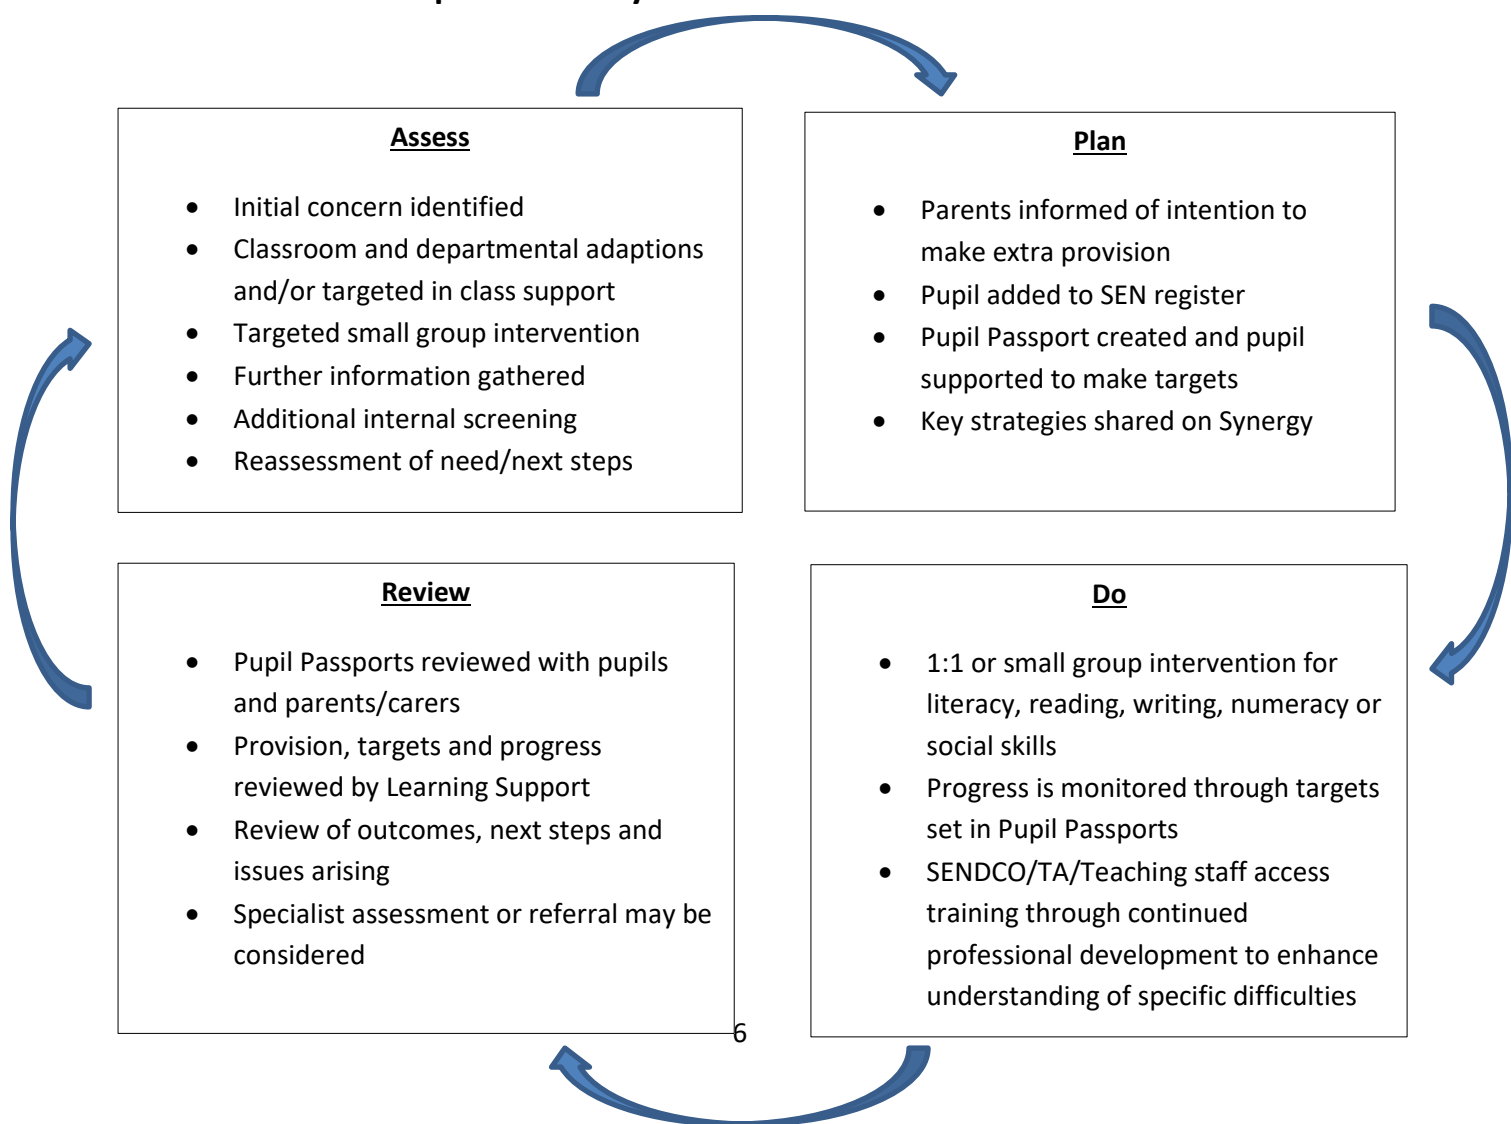 Assess
• Initial concern identified
• Classroom and departmental adaptions
and/or targeted in class support
• Targeted small group intervention
• Further information gathered
• Additional internal screening
• Reassessment of need/next steps
Plan
• Parents informed of intention to
make extra provision
• Pupil added to SEN register
• Pupil Passport created and pupil
supported to make targets
• Key strategies shared on Synergy
Review
• Pupil Passports reviewed with pupils
and parents/carers
• Provision, targets and progress
reviewed by Learning Support
• Review of outcomes, next steps and
issues arising
• Specialist assessment or referral may be
considered
Do
• 1:1 or small group intervention for
literacy, reading, writing, numeracy or
social skills
• Progress is monitored through targets
set in Pupil Passports
• SENDCO/TA/Teaching staff access
training through continued
professional development to enhance
understanding of specific difficulties
6